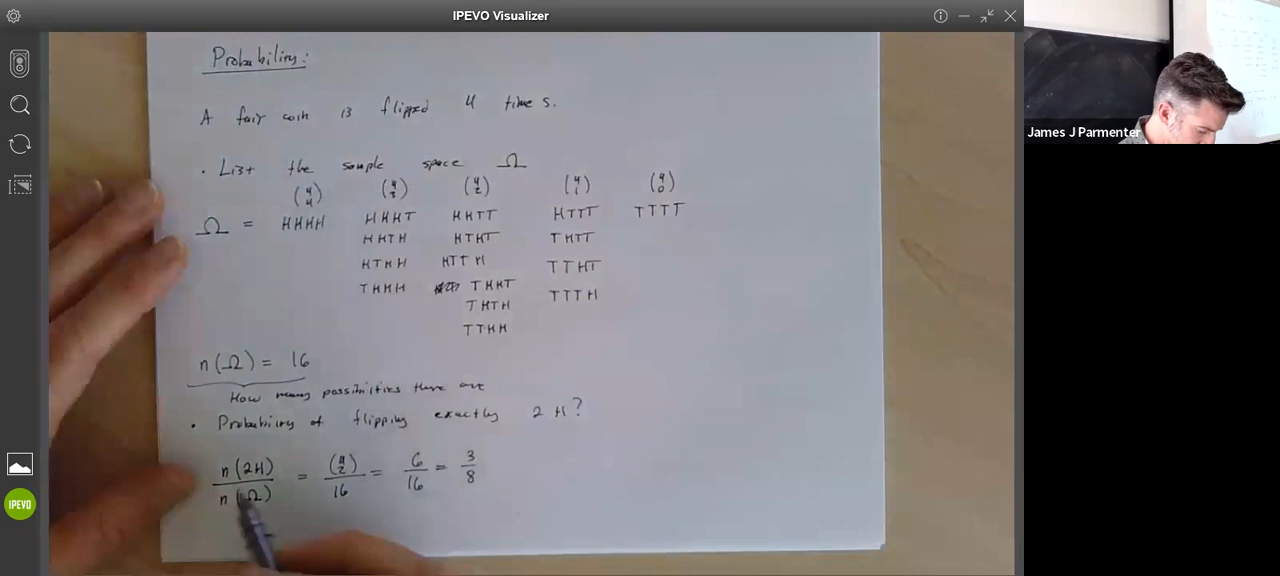 IPEVO Visualizer
James J Parmenter
Probability:
A fair coin is flipped 4 times.
• List the sample space Ω
(4 4) (4 3) (4 2) (4 1) (4 0)
Ω = HHHH HHHT HHTT HTTT TTTT
HHTH HTHT THTT
HTHH HTTH TTHT
THHH THHT TTTH
THTH
TTHH
n(Ω) = 16
How many possibilities there are
• Probability of flipping exactly 2 H?
n(2H) / n(Ω) = (4 2) / 16 = 6/16 = 3/8
IPEVO